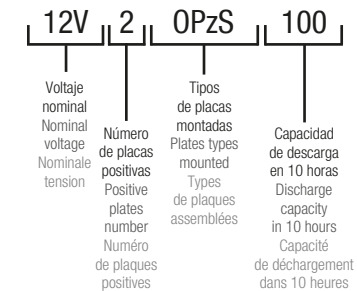 12V 2 OPzS 100
Voltaje
nominal
Nominal
voltage
Nominale
tension
Número
de placas
positivas
Positive
plates
number
Numéro
de plaques
positives
Tipos
de placas
montadas
Plates types
mounted
Types
de plaques
assemblées
Capacidad
de descarga
en 10 horas
Discharge
capacity
in 10 hours
Capacité
de déchargement
dans 10 heures